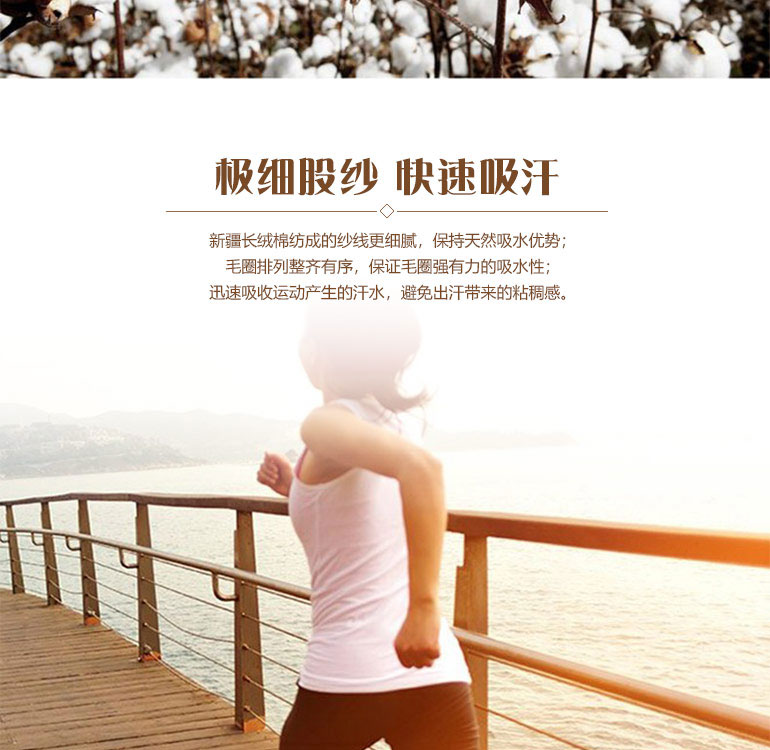 极细股纱 快速吸汗
新疆长绒棉纺成的纱线更细腻，保持天然吸水优势；
毛圈排列整齐有序，保证毛圈强有力的吸水性；
迅速吸收运动产生的汗水，避免出汗带来的粘稠感。